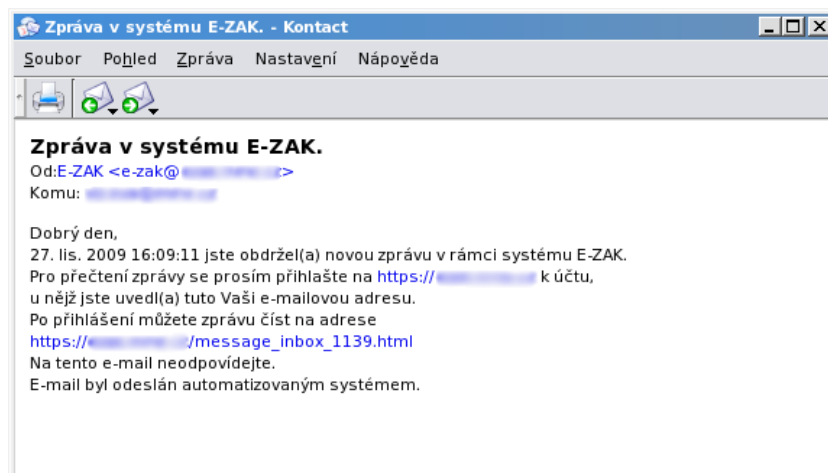 Zpráva v systému E-ZAK. - Kontact
Soubor Pohled Zpráva Nastavení Nápověda
Zpráva v systému E-ZAK.
Od:E-ZAK <e-zak@ >
Komu:
Dobrý den,
27. lis. 2009 16:09:11 jste obdržel(a) novou zprávu v rámci systému E-ZAK.
Pro přečtení zprávy se prosím přihlašte na https:// k účtu,
u nějž jste uvedl(a) tuto Vaši e-mailovou adresu.
Po přihlášení můžete zprávu číst na adrese
https:// /message_inbox_1139.html
Na tento e-mail neodpovídejte.
E-mail byl odeslán automatizovaným systémem.